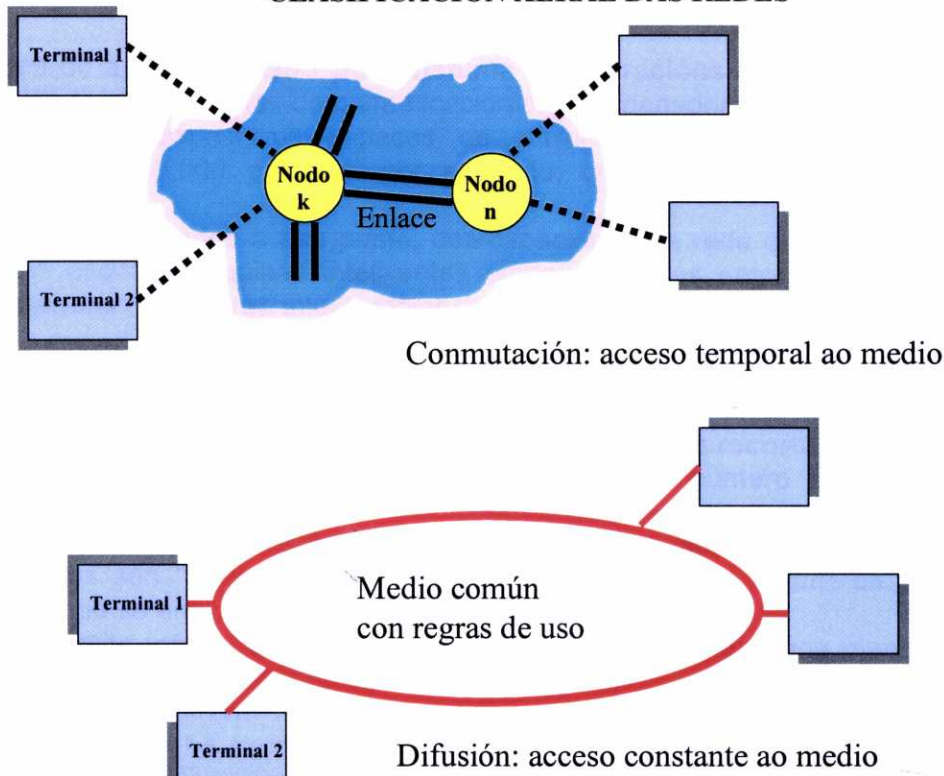 Terminal 1
Nodo
k
Nodo
n
Enlace
Terminal 2
Conmutación: acceso temporal ao medio
Medio común
con regras de uso
Terminal 1
Terminal 2
Difusión: acceso constante ao medio